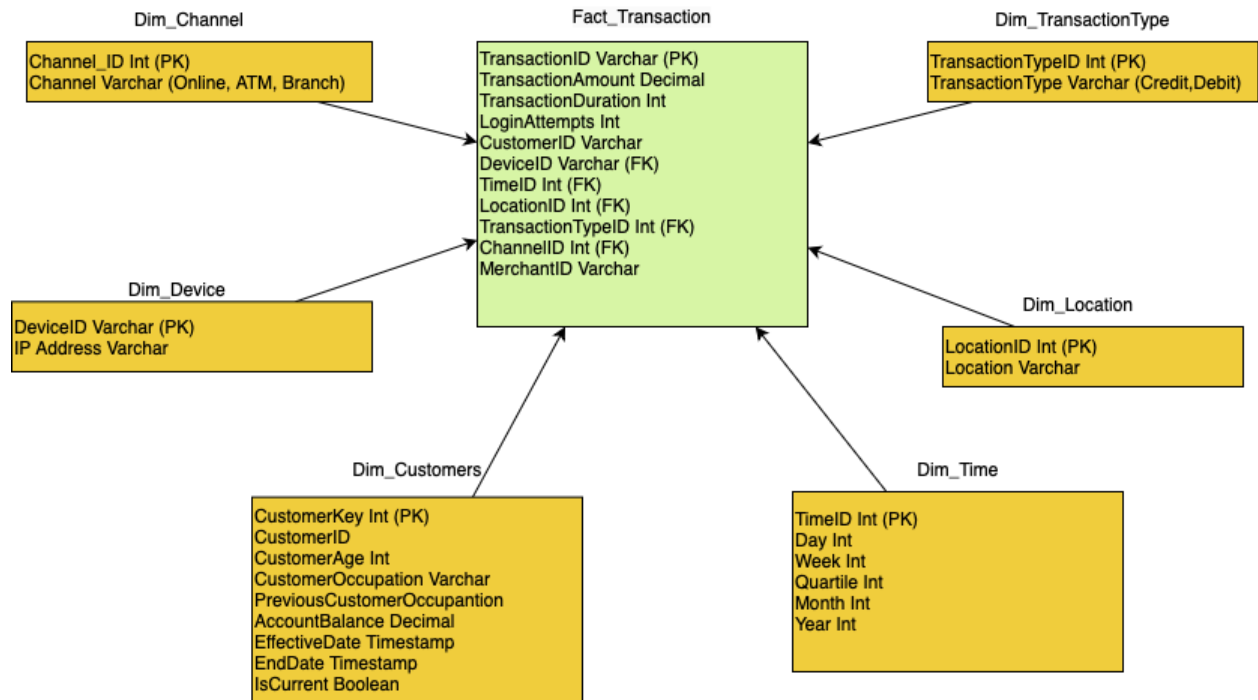 Dim_Channel
Channel_ID Int (PK)
Channel Varchar (Online, ATM, Branch)
Fact_Transaction
TransactionID Varchar (PK)
TransactionAmount Decimal
TransactionDuration Int
LoginAttempts Int
CustomerID Varchar
DeviceID Varchar (FK)
TimeID Int (FK)
LocationID Int (FK)
TransactionTypeID Int (FK)
ChannelID Int (FK)
MerchantID Varchar
Dim_TransactionType
TransactionTypeID Int (PK)
TransactionType Varchar (Credit,Debit)
Dim_Device
DeviceID Varchar (PK)
IP Address Varchar
Dim_Location
LocationID Int (PK)
Location Varchar
Dim_Customers
CustomerKey Int (PK)
CustomerID
CustomerAge Int
CustomerOccupation Varchar
PreviousCustomerOccupantion
AccountBalance Decimal
EffectiveDate Timestamp
EndDate Timestamp
IsCurrent Boolean
Dim_Time
TimeID Int (PK)
Day Int
Week Int
Quartile Int
Month Int
Year Int